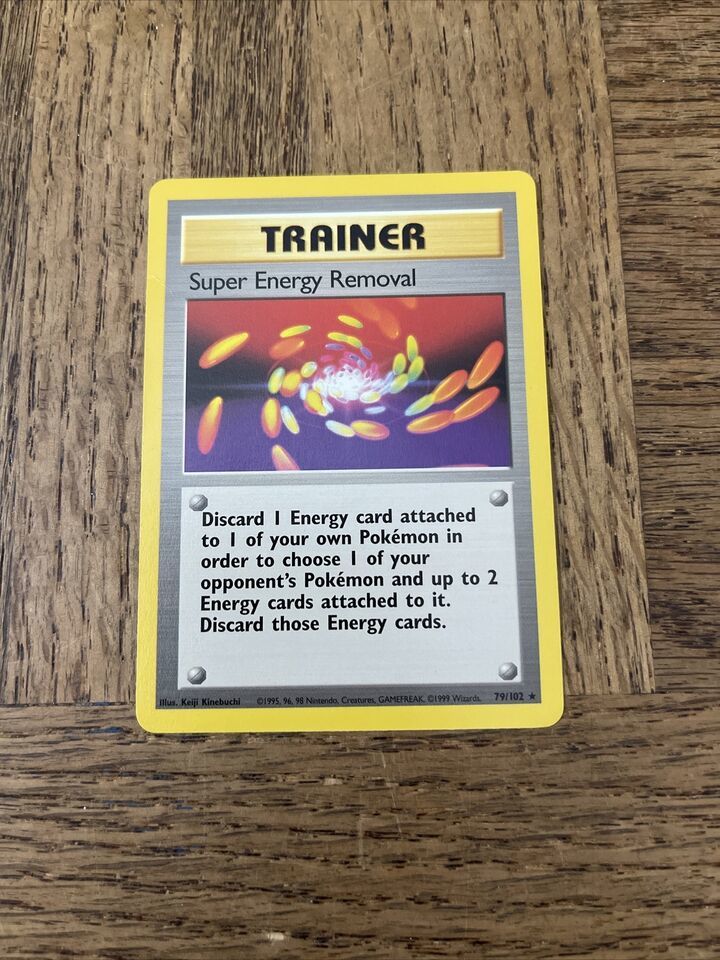 TRAINER
Super Energy Removal
Discard 1 Energy card attached
to 1 of your own Pokémon in
order to choose 1 of your
opponent's Pokémon and up to 2
Energy cards attached to it.
Discard those Energy cards.
Illus. Keiji Kinebuchi ©1995, 96, 98 Nintendo, Creatures, GAMEFREAK. ©1999 Wizards. 79/102 ★